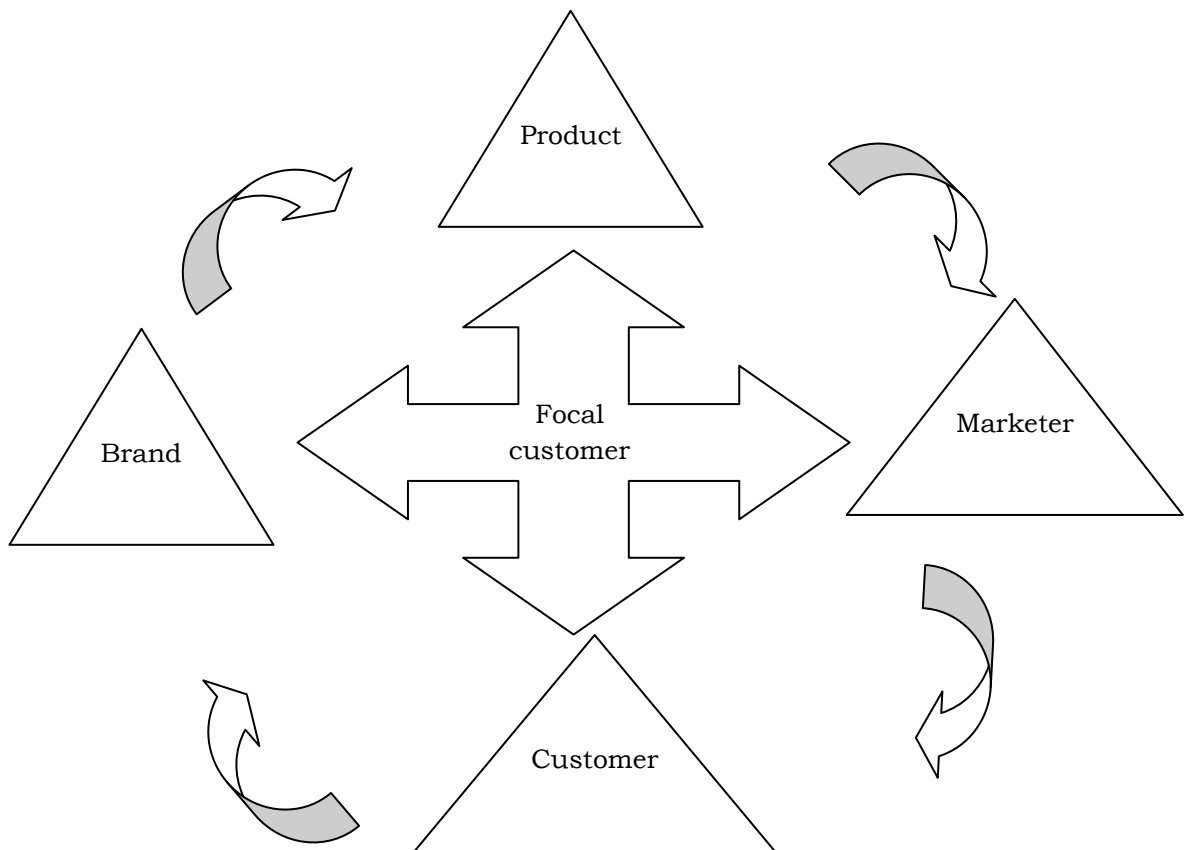 Product
Focal
customer
Marketer
Brand
Customer